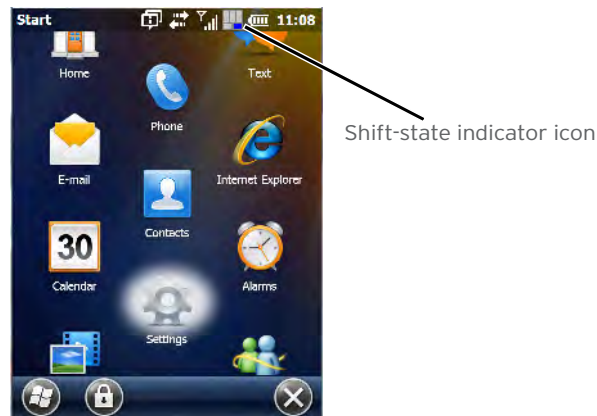 Start 11:08
Home
Text
Phone
E-mail
Internet Explorer
Shift-state indicator icon
Contacts
30
Calendar
Alarms
Settings